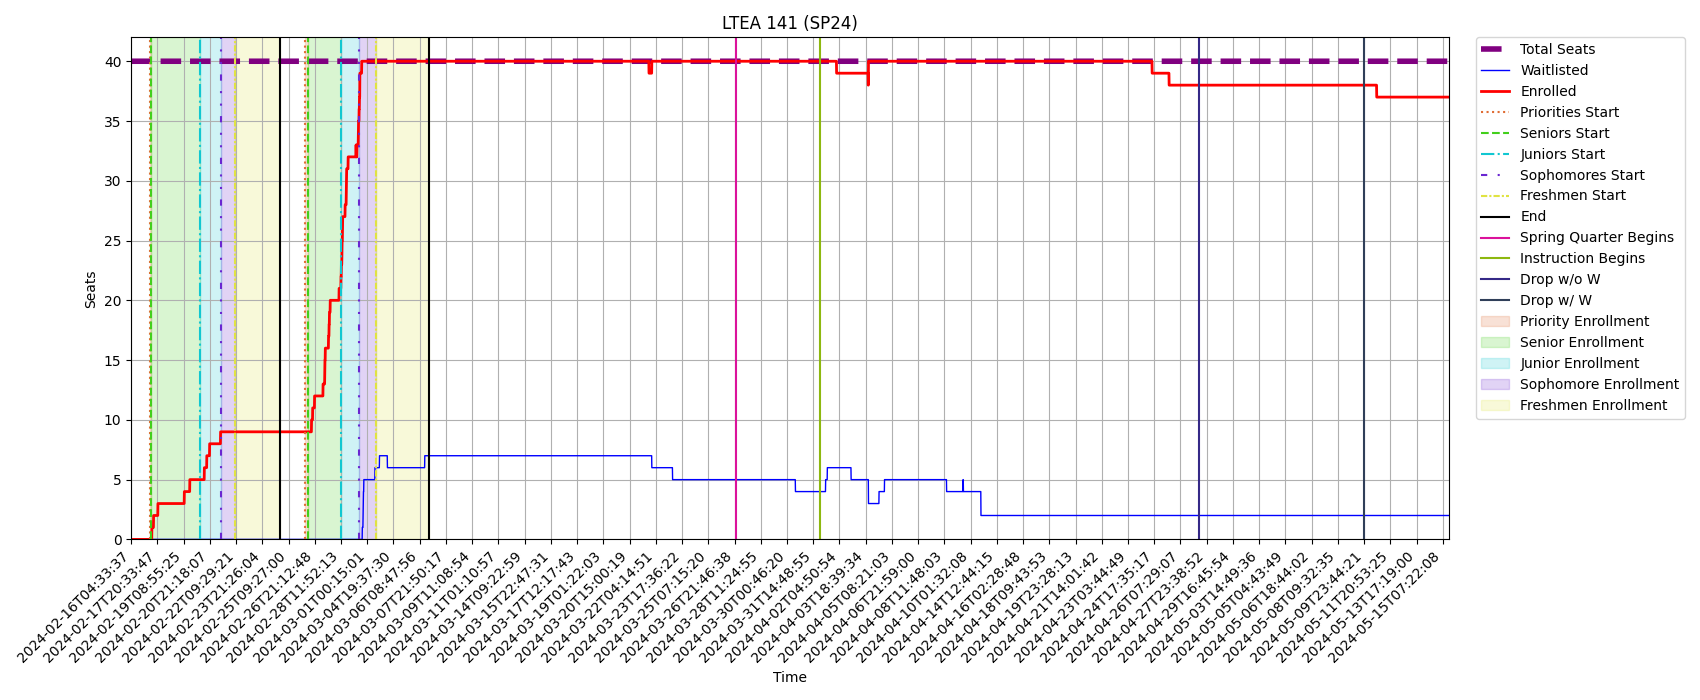 LTEA 141 (SP24)
Seats
40
35
30
25
20
15
10
5
0
2024-02-16T04:33:37
2024-02-17T20:33:47
2024-02-19T08:55:25
2024-02-20T21:18:07
2024-02-22T09:29:21
2024-02-23T21:26:04
2024-02-25T09:27:00
2024-02-26T21:12:48
2024-02-28T11:52:13
2024-03-01T00:15:01
2024-03-04T19:37:30
2024-03-06T08:47:56
2024-03-07T21:50:17
2024-03-11T01:08:54
2024-03-12T11:10:57
2024-03-14T09:22:59
2024-03-15T22:47:31
2024-03-17T12:17:43
2024-03-19T01:22:03
2024-03-20T15:00:19
2024-03-22T04:14:51
2024-03-23T17:36:22
2024-03-25T07:15:20
2024-03-26T21:46:38
2024-03-28T11:24:55
2024-03-30T00:46:20
2024-03-31T14:48:55
2024-04-02T04:50:54
2024-04-03T18:39:34
2024-04-05T08:21:03
2024-04-06T21:59:00
2024-04-08T11:48:03
2024-04-10T01:32:08
2024-04-14T12:44:15
2024-04-16T02:28:48
2024-04-18T09:43:53
2024-04-19T23:28:13
2024-04-21T14:01:42
2024-04-23T03:44:49
2024-04-24T17:35:17
2024-04-26T07:29:07
2024-04-27T23:38:52
2024-04-29T16:45:54
2024-05-03T14:49:36
2024-05-05T04:43:49
2024-05-06T18:44:02
2024-05-08T09:32:35
2024-05-09T23:44:21
2024-05-11T20:53:25
2024-05-13T17:19:00
2024-05-15T07:22:08
Time
Total Seats
Waitlisted
Enrolled
Priorities Start
Seniors Start
Juniors Start
Sophomores Start
Freshmen Start
End
Spring Quarter Begins
Instruction Begins
Drop w/o W
Drop w/ W
Priority Enrollment
Senior Enrollment
Junior Enrollment
Sophomore Enrollment
Freshmen Enrollment